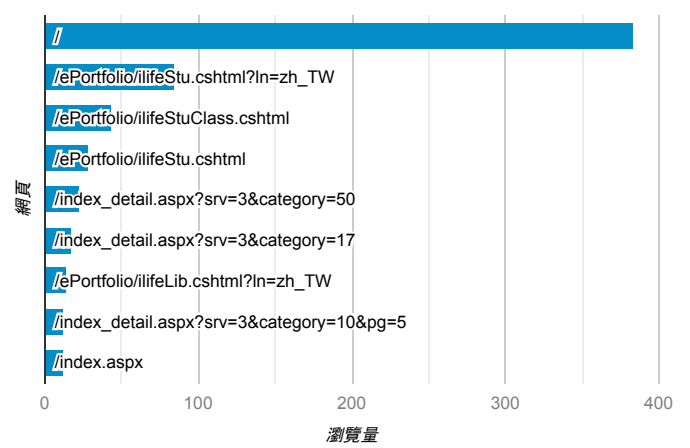 /
/ePortfolio/ilifeStu.cshtml?ln=zh_TW
/ePortfolio/ilifeStuClass.cshtml
/ePortfolio/ilifeStu.cshtml
/index_detail.aspx?srv=3&category=50
/index_detail.aspx?srv=3&category=17
/ePortfolio/ilifeLib.cshtml?ln=zh_TW
/index_detail.aspx?srv=3&category=10&pg=5
/index.aspx
網頁
0 100 200 300 400
瀏覽量